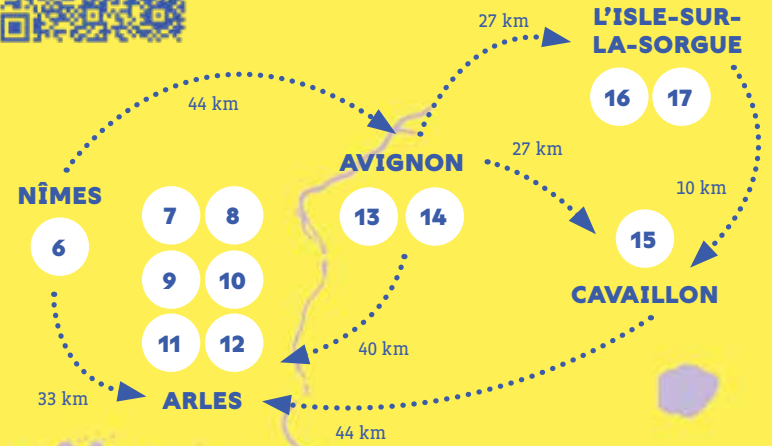 27 km
L’ISLE-SUR-
LA-SORGUE
16 17
44 km
AVIGNON
27 km
NÎMES
10 km
7 8
13 14
6
15
9 10
CAVAILLON
11 12
40 km
33 km
ARLES
44 km